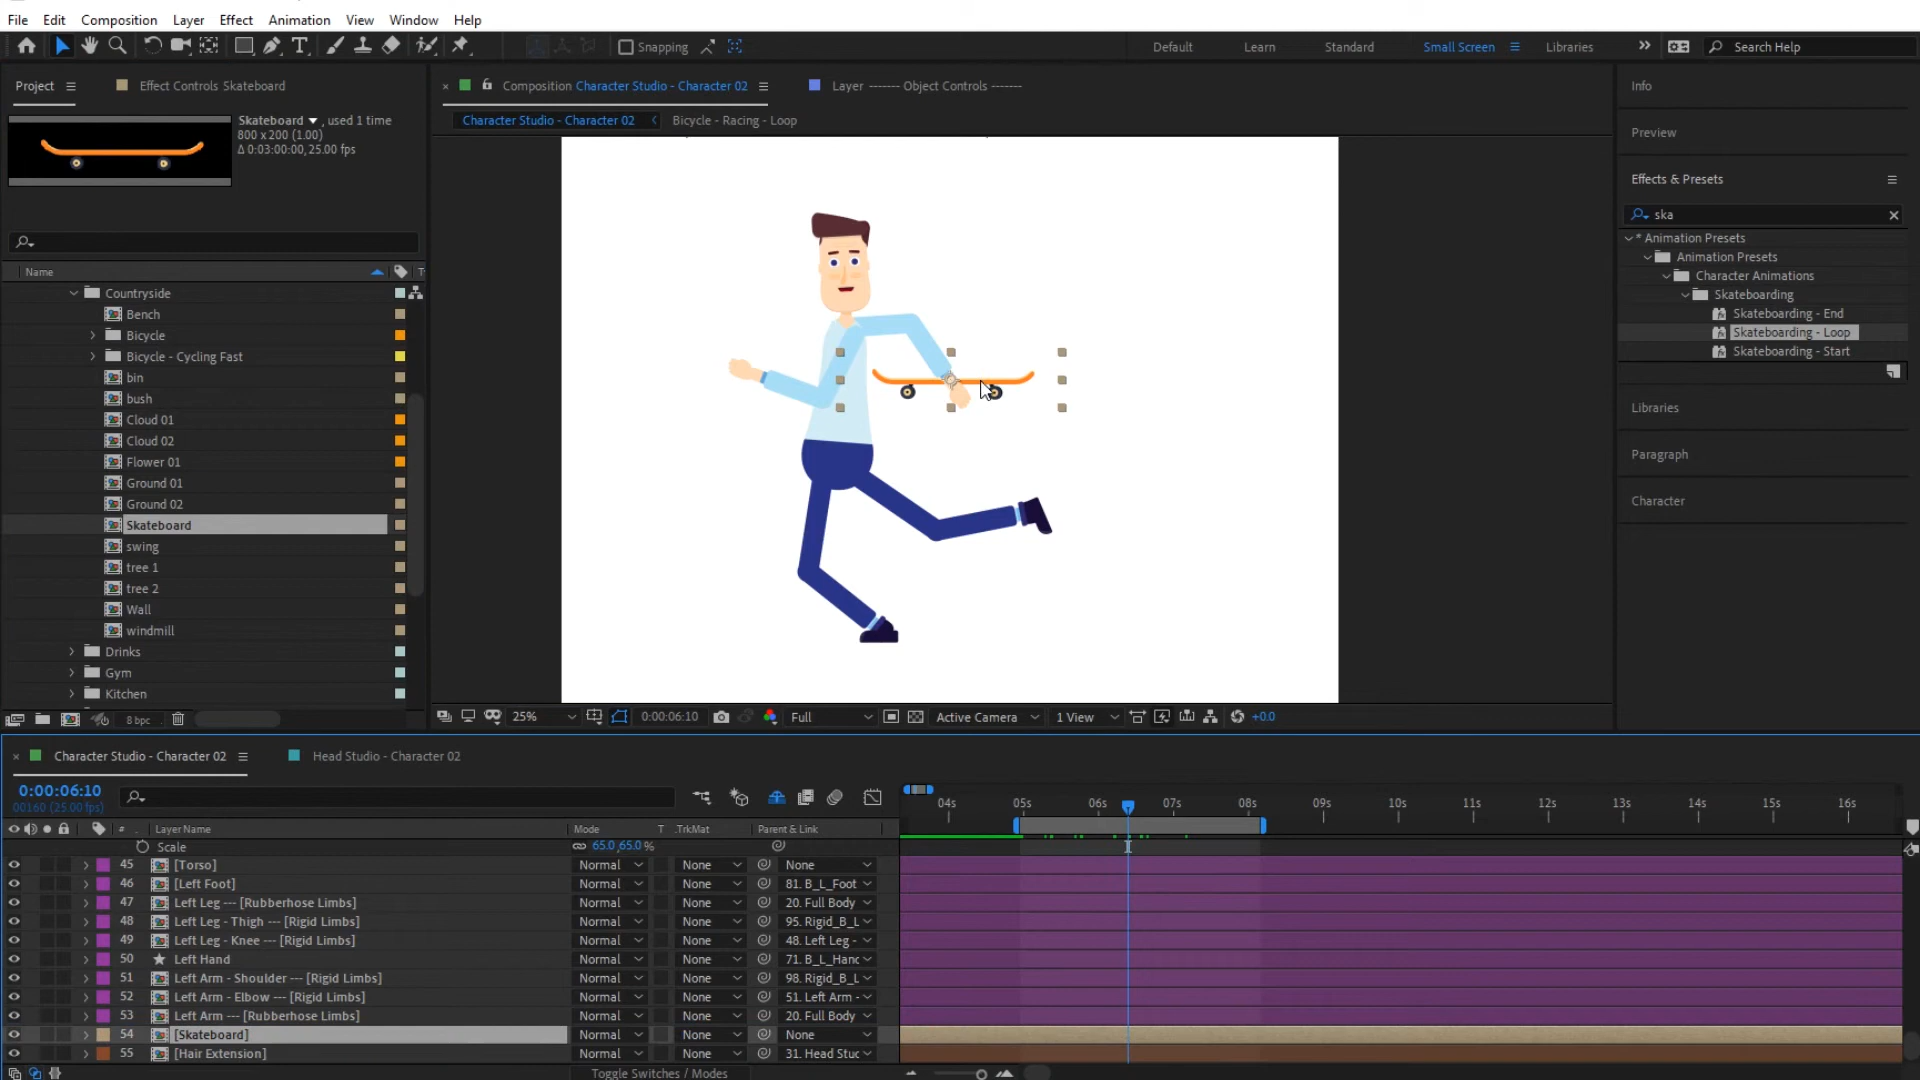 File Edit Composition Layer Effect Animation View Window Help
Snapping Default Learn Standard Small Screen Libraries Search Help
Project Effect Controls Skateboard
Composition Character Studio - Character 02 Layer ------- Object Controls -------
Skateboard , used 1 time
800 x 200 (1.00)
Δ 0:03:00:00, 25.00 fps
Character Studio - Character 02 Bicycle - Racing - Loop
Name T
Countryside
Bench
Bicycle
Bicycle - Cycling Fast
bin
bush
Cloud 01
Cloud 02
Flower 01
Ground 01
Ground 02
Skateboard
swing
tree 1
tree 2
Wall
windmill
Drinks
Gym
Kitchen
8 bpc
25% 0:00:06:10 Full Active Camera 1 View +0.0
Info
Preview
Effects & Presets
ska
* Animation Presets
Animation Presets
Character Animations
Skateboarding
Skateboarding - End
Skateboarding - Loop
Skateboarding - Start
Libraries
Paragraph
Character
Character Studio - Character 02 Head Studio - Character 02
0:00:06:10
00160 (25.00 fps)
04s 05s 06s 07s 08s 09s 10s 11s 12s 13s 14s 15s 16s
# Layer Name Mode T .TrkMat Parent & Link
Scale 65.0,65.0 %
45 [Torso] Normal None None
46 [Left Foot] Normal None 81. B_L_Foot
47 Left Leg --- [Rubberhose Limbs] Normal None 20. Full Body
48 Left Leg - Thigh --- [Rigid Limbs] Normal None 95. Rigid_B_L
49 Left Leg - Knee --- [Rigid Limbs] Normal None 48. Left Leg -
50 Left Hand Normal None 71. B_L_Hanc
51 Left Arm - Shoulder --- [Rigid Limbs] Normal None 98. Rigid_B_L
52 Left Arm - Elbow --- [Rigid Limbs] Normal None 51. Left Arm -
53 Left Arm --- [Rubberhose Limbs] Normal None 20. Full Body
54 [Skateboard] Normal None None
55 [Hair Extension] Normal None 31. Head Stuc
Toggle Switches / Modes